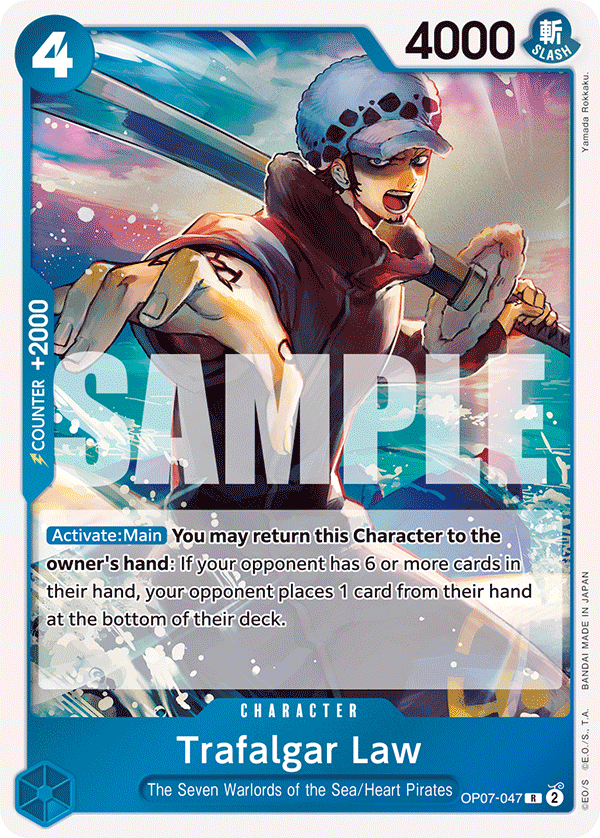 4
4000
斬
SLASH
Yamada Rokkaku.
COUNTER +2000
SAMPLE
Activate:Main You may return this Character to the
owner's hand: If your opponent has 6 or more cards in
their hand, your opponent places 1 card from their hand
at the bottom of their deck.
CHARACTER
Trafalgar Law
The Seven Warlords of the Sea/Heart Pirates
OP07-047 R 2
©E.O/S ©E.O./S., T.A. BANDAI MADE IN JAPAN